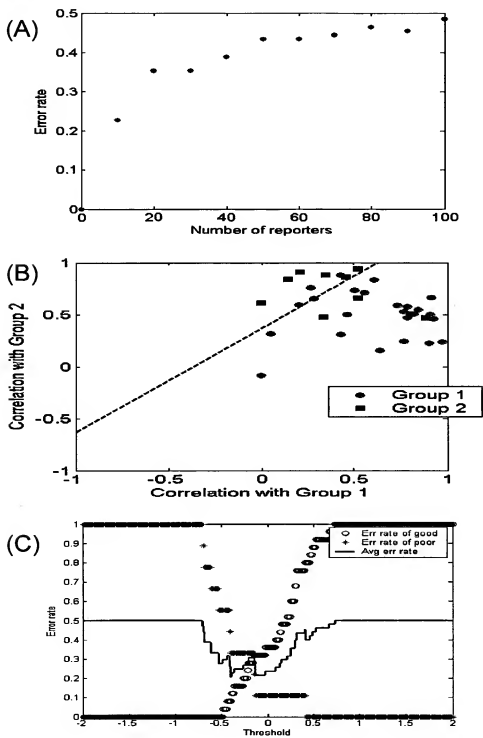 (A)
0.5
0.4
0.3
0.2
0.1
0
Error rate
0 20 40 60 80 100
Number of reporters
(B)
1
0.5
0
-0.5
-1
Correlation with Group 2
Group 1
Group 2
-1 -0.5 0 0.5 1
Correlation with Group 1
(C)
1
0.9
0.8
0.7
0.6
0.5
0.4
0.3
0.2
0.1
0
Error rate
Err rate of good
Err rate of poor
Avg err rate
-2 -1.5 -1 -0.5 0 0.5 1 1.5 2
Threshold